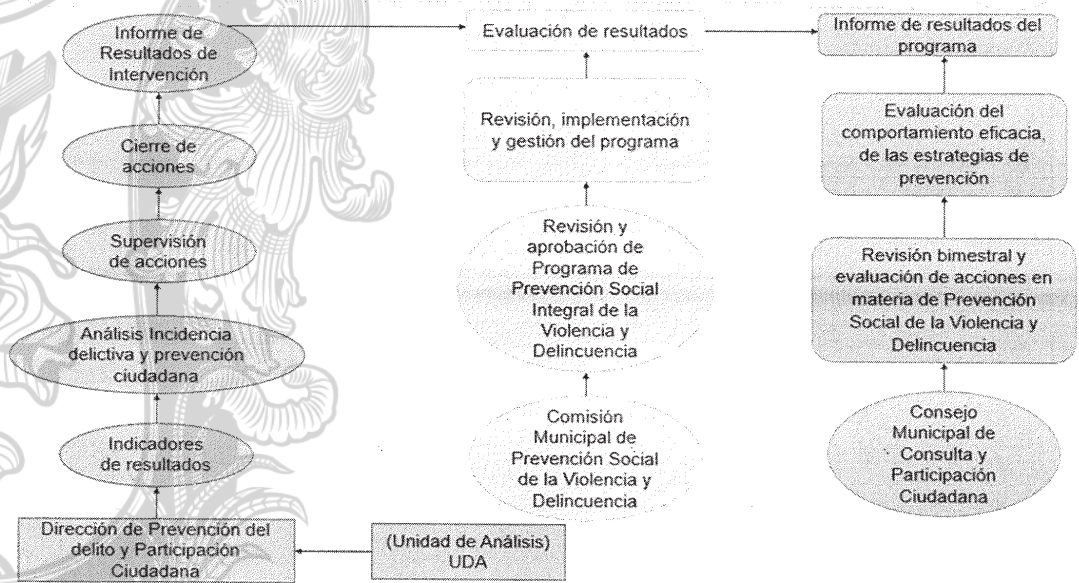 Informe de
Resultados de
Intervención
Evaluación de resultados
Informe de resultados del
programa
Cierre de
acciones
Revisión, implementación
y gestión del programa
Evaluación del
comportamiento eficacia,
de las estrategias de
prevención
Supervisión
de acciones
Revisión y
aprobación de
Programa de
Prevención Social
Integral de la
Violencia y
Delincuencia
Revisión bimestral y
evaluación de acciones en
materia de Prevención
Social de la Violencia y
Delincuencia
Análisis Incidencia
delictiva y prevención
ciudadana
Indicadores
de resultados
Comisión
Municipal de
Prevención Social
de la Violencia y
Delincuencia
Consejo
Municipal de
Consulta y
Participación
Ciudadana
Dirección de Prevención del
delito y Participación
Ciudadana
(Unidad de Análisis)
UDA